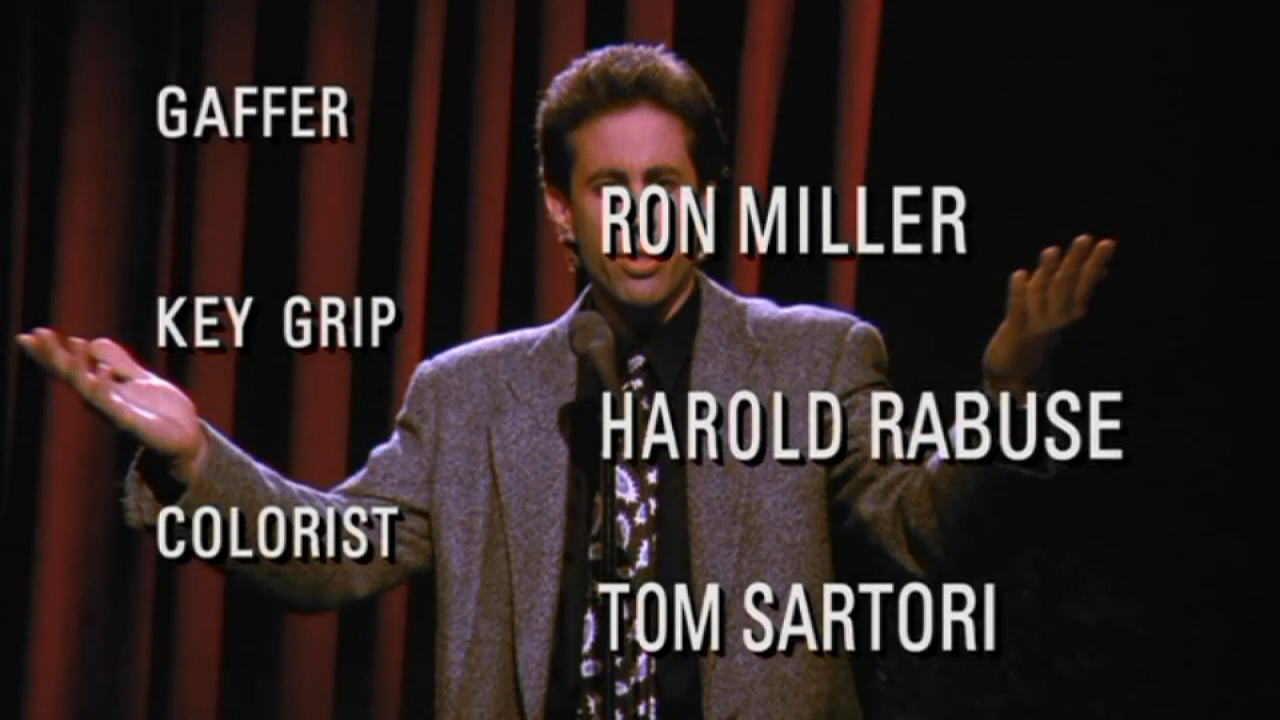 GAFFER
RON MILLER
KEY GRIP
HAROLD RABUSE
COLORIST
TOM SARTORI